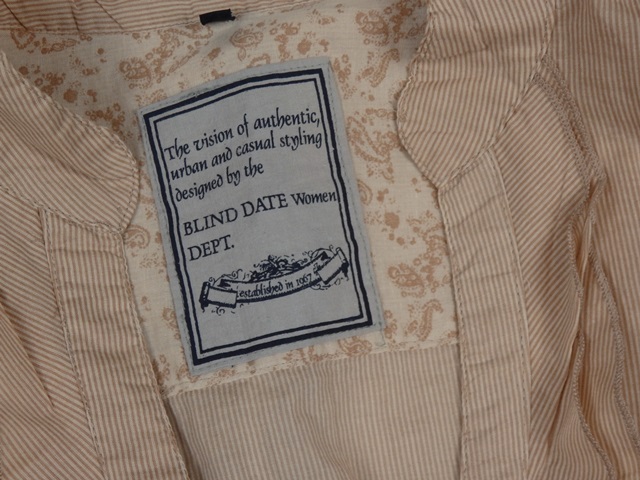 The vision of authentic,
urban and casual styling
designed by the
BLIND DATE Women
DEPT.
established in 1967